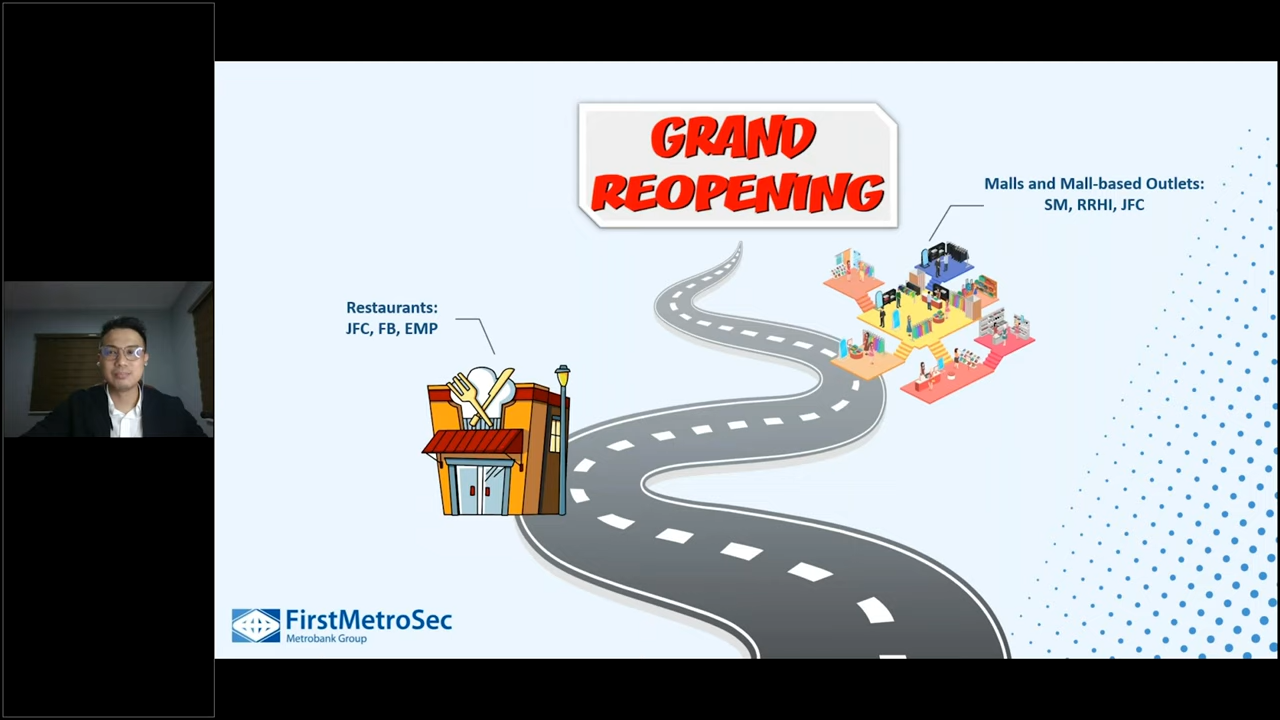 GRAND
REOPENING
Malls and Mall-based Outlets:
SM, RRHI, JFC
Restaurants:
JFC, FB, EMP
FirstMetroSec
Metrobank Group